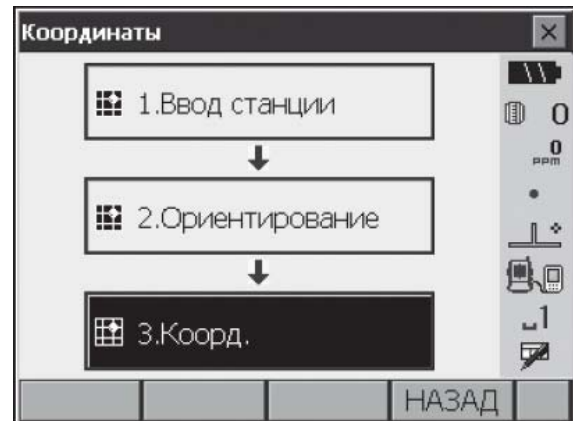 Координаты
1.Ввод станции
0
0
ppm
2.Ориентирование
3.Коорд.
1
НАЗАД